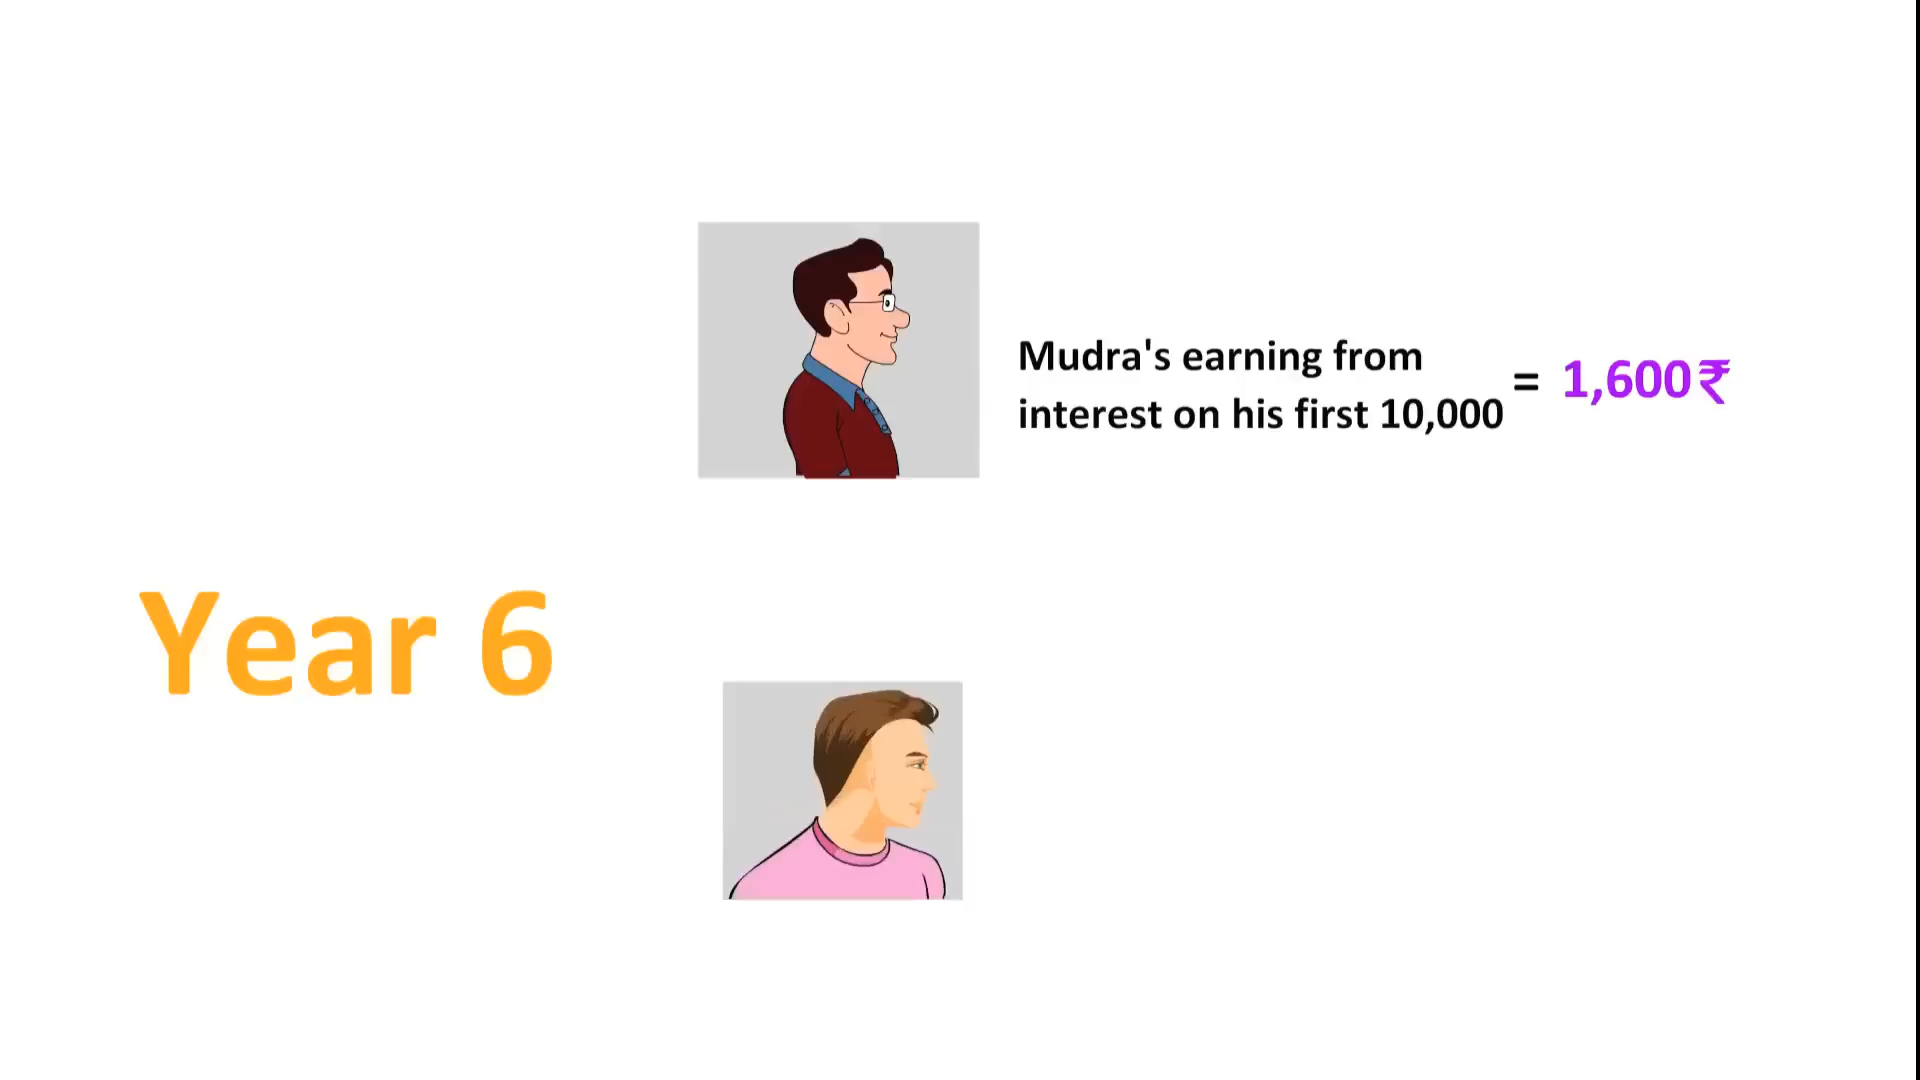 Mudra's earning from
interest on his first 10,000 = 1,600₹
Year 6